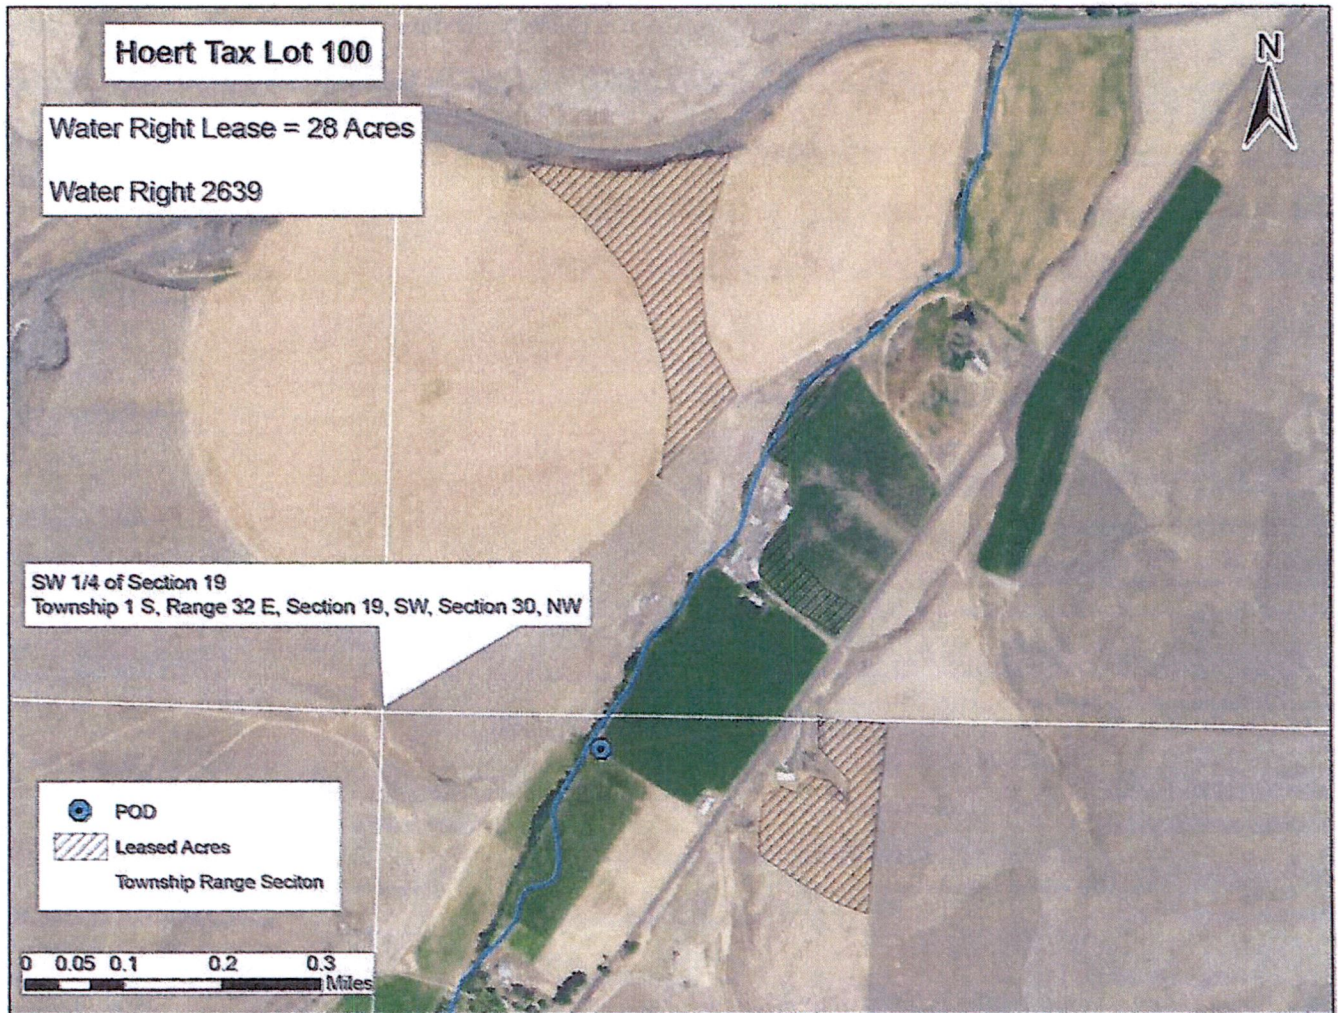 Hoert Tax Lot 100
N
Water Right Lease = 28 Acres
Water Right 2639
SW 1/4 of Section 19
Township 1 S, Range 32 E, Section 19, SW, Section 30, NW
POD
Leased Acres
Township Range Seciton
0 0.05 0.1 0.2 0.3
Miles